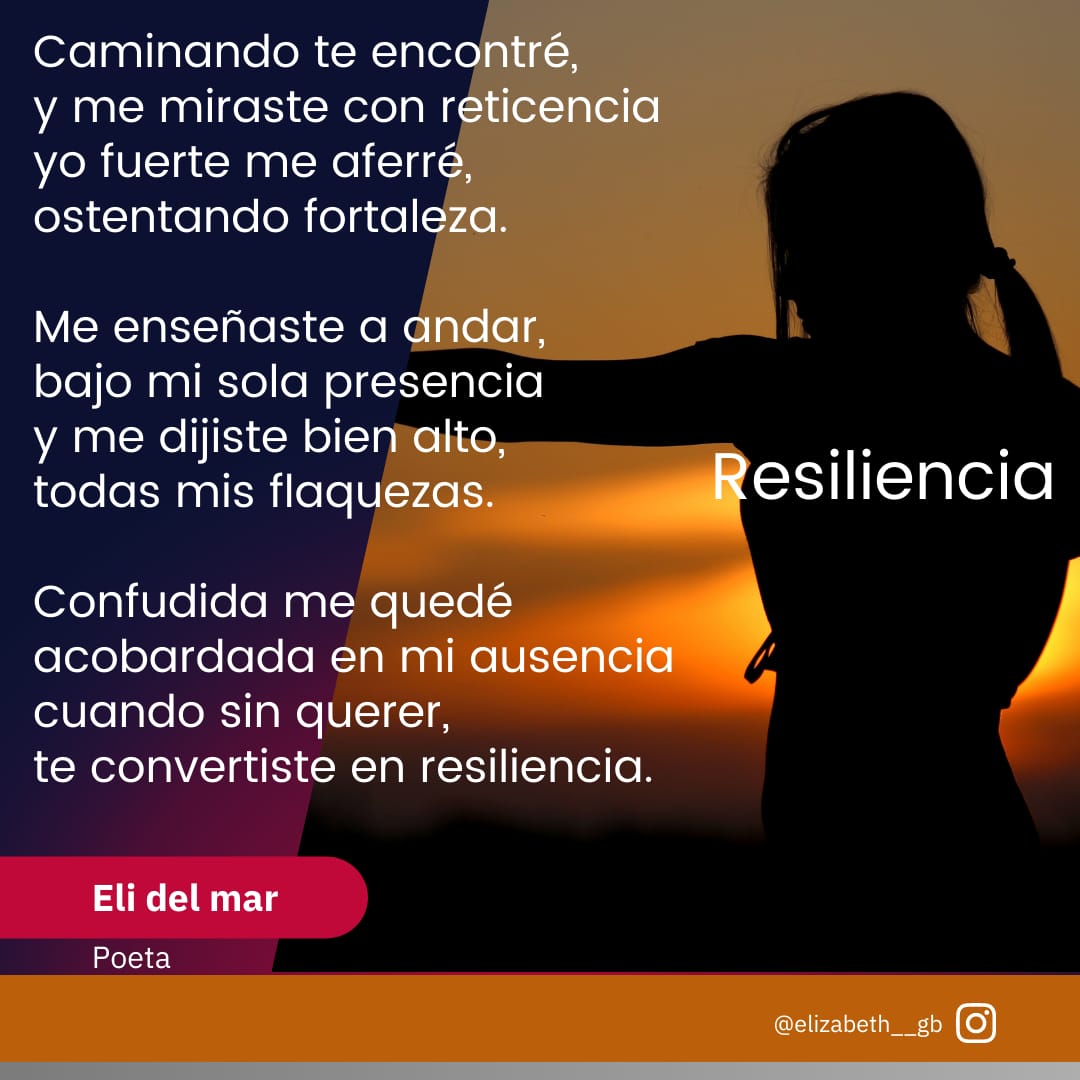 Caminando te encontré,
y me miraste con reticencia
yo fuerte me aferré,
ostentando fortaleza.
Me enseñaste a andar,
bajo mi sola presencia
y me dijiste bien alto,
todas mis flaquezas.
Confudida me quedé
acobardada en mi ausencia
cuando sin querer,
te convertiste en resiliencia.
Resiliencia
Eli del mar
Poeta
@elizabeth__gb